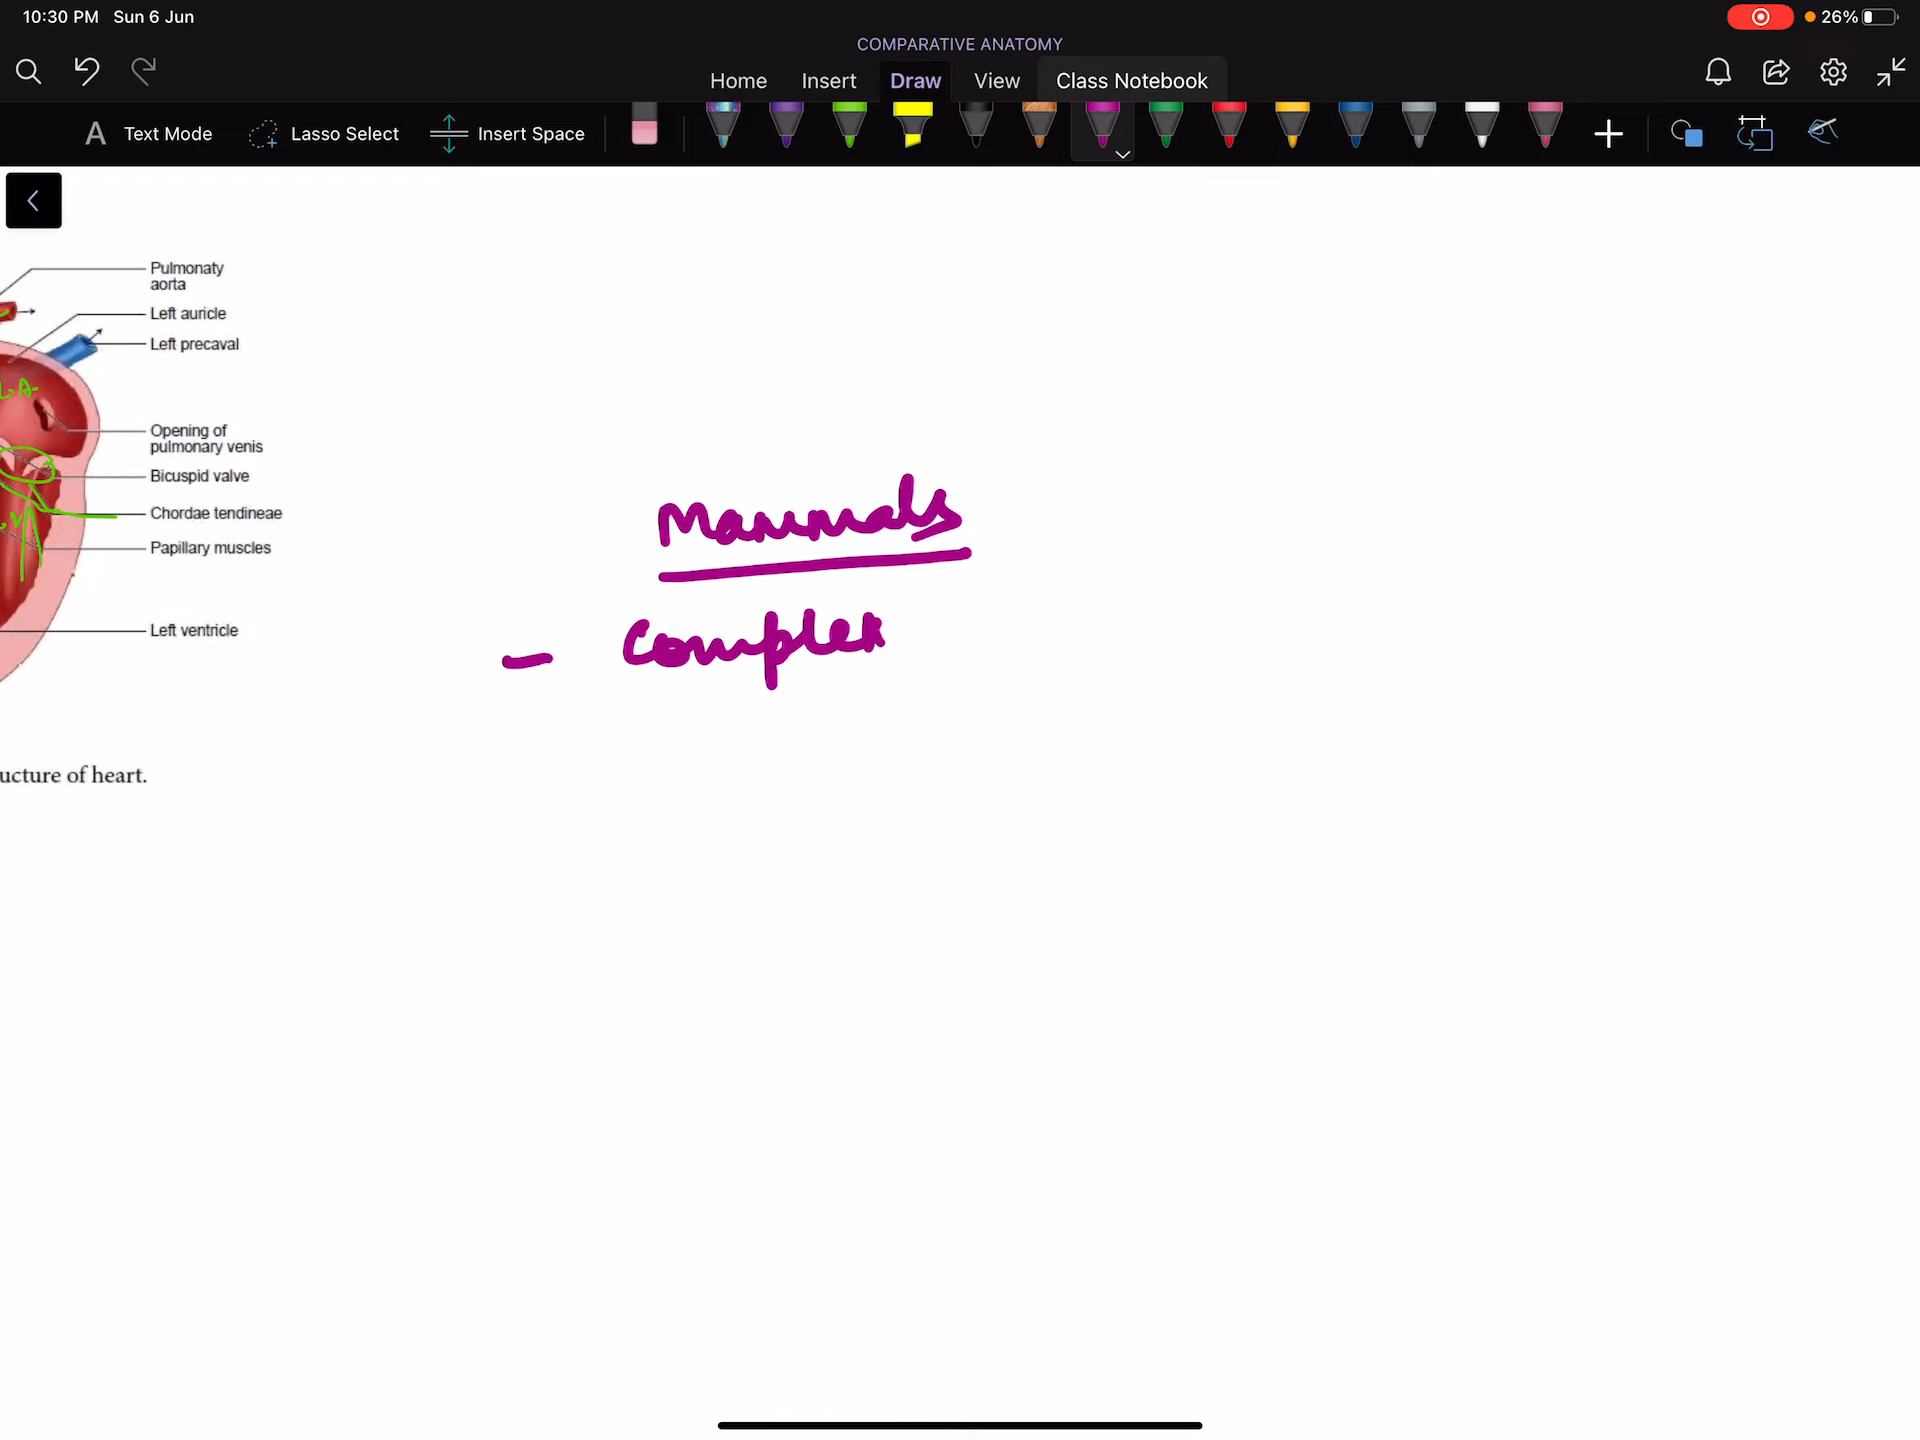 10:30 PM Sun 6 Jun
26%
COMPARATIVE ANATOMY
Home Insert Draw View Class Notebook
A Text Mode Lasso Select Insert Space
Pulmonaty
aorta
Left auricle
Left precaval
L.A-
Opening of
pulmonary venis
Bicuspid valve
Chordae tendineae
Papillary muscles
Left ventricle
ucture of heart.
Mammals
- Complex